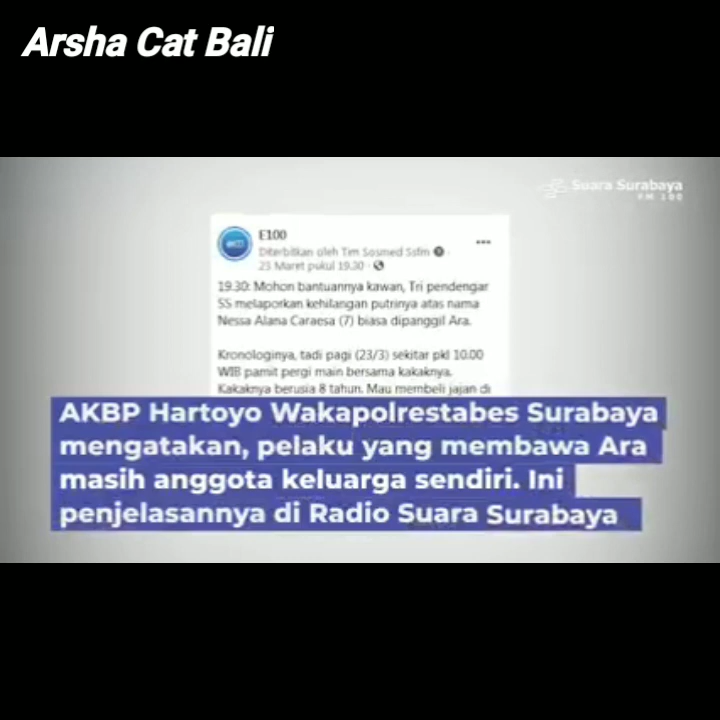 Arsha Cat Bali
Suara Surabaya
FM 100
E100
Diterbitkan oleh Tim Sosmed Ssfm
23 Maret pukul 19.30
19.30: Mohon bantuannya kawan, Tri pendengar
SS melaporkan kehilangan putrinya atas nama
Nessa Alana Caraesa (7) biasa dipanggil Ara.
Kronologinya, tadi pagi (23/3) sekitar pkl 10.00
WIB pamit pergi main bersama kakaknya.
Kakaknya berusia 8 tahun. Mau membeli jajan di
AKBP Hartoyo Wakapolrestabes Surabaya
mengatakan, pelaku yang membawa Ara
masih anggota keluarga sendiri. Ini
penjelasannya di Radio Suara Surabaya